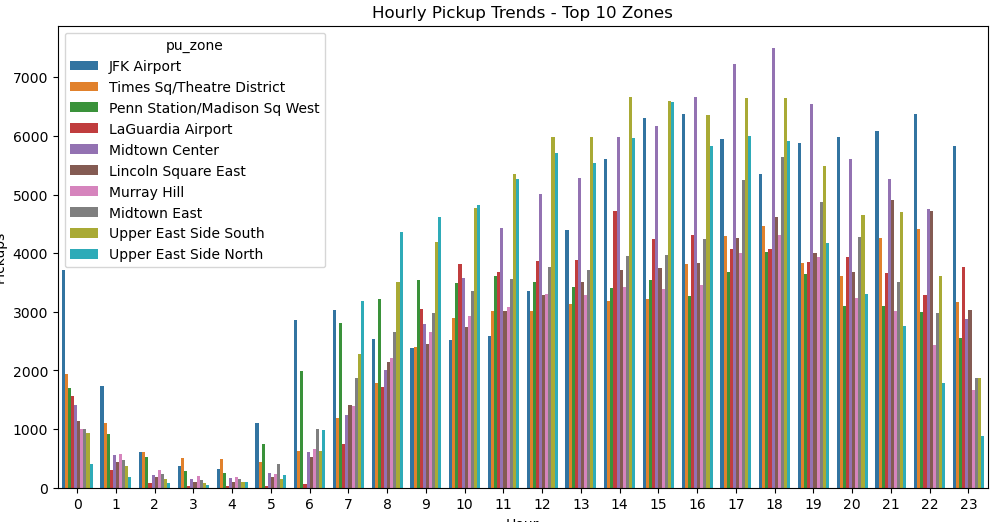 Hourly Pickup Trends - Top 10 Zones
pu_zone
JFK Airport
Times Sq/Theatre District
Penn Station/Madison Sq West
LaGuardia Airport
Midtown Center
Lincoln Square East
Murray Hill
Midtown East
Upper East Side South
Upper East Side North
7000
6000
5000
4000
3000
2000
1000
0
Pickups
0 1 2 3 4 5 6 7 8 9 10 11 12 13 14 15 16 17 18 19 20 21 22 23
Hour